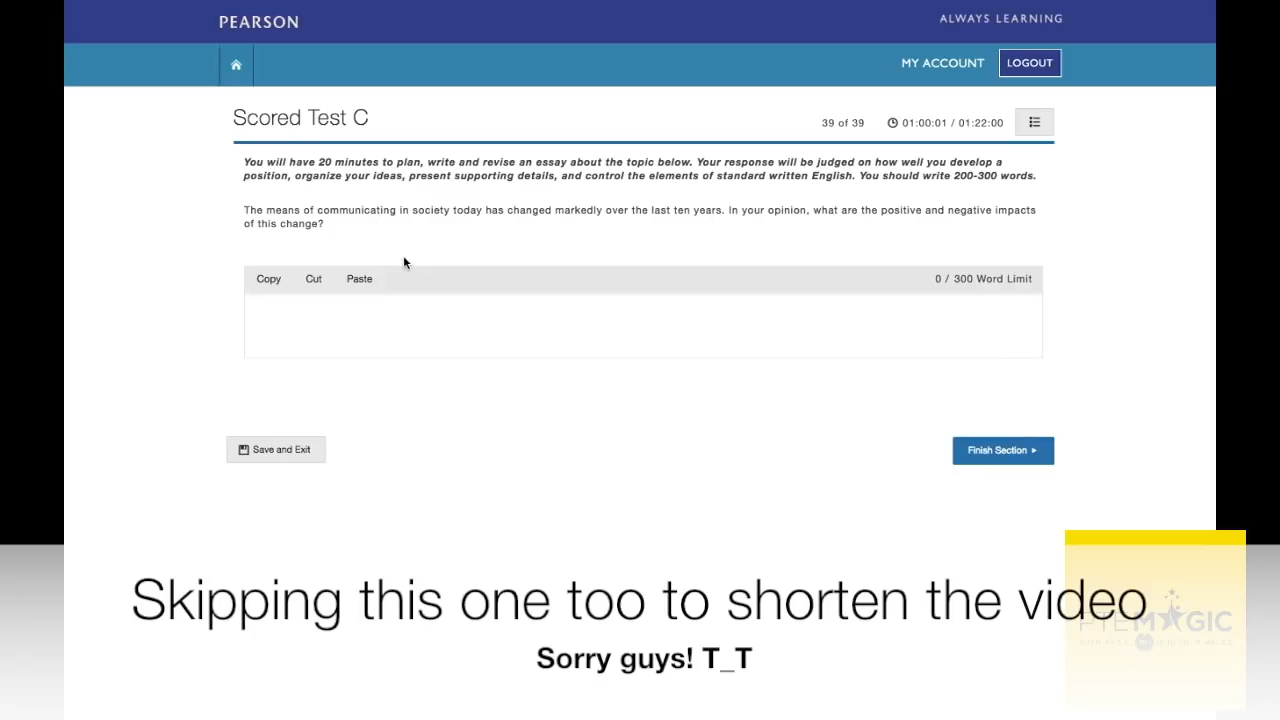 PEARSON
ALWAYS LEARNING
MY ACCOUNT
LOGOUT
Scored Test C
39 of 39
01:00:01 / 01:22:00
You will have 20 minutes to plan, write and revise an essay about the topic below. Your response will be judged on how well you develop a
position, organize your ideas, present supporting details, and control the elements of standard written English. You should write 200-300 words.
The means of communicating in society today has changed markedly over the last ten years. In your opinion, what are the positive and negative impacts
of this change?
Copy Cut Paste
0 / 300 Word Limit
Save and Exit
Finish Section
Skipping this one too to shorten the video
PTEMAGIC
Sorry guys! T_T